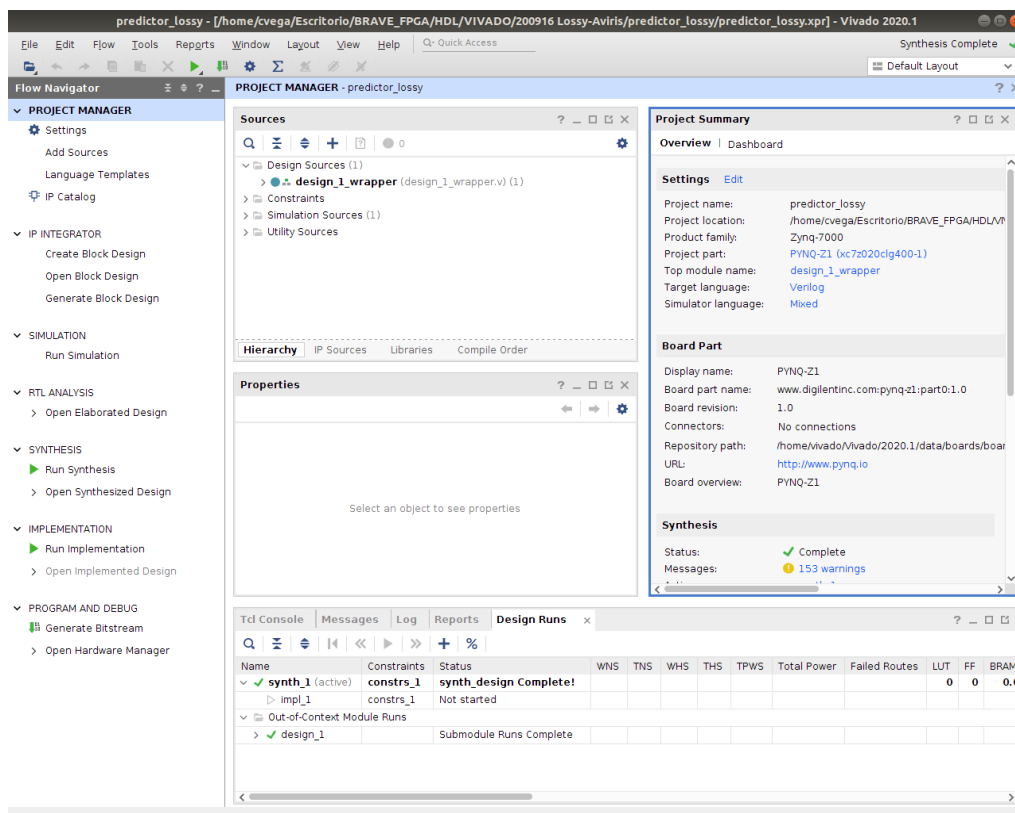 predictor_lossy - [/home/cvega/Escritorio/BRAVE_FPGA/HDL/VIVADO/200916 Lossy-Aviris/predictor_lossy/predictor_lossy.xpr] - Vivado 2020.1
File Edit Flow Tools Reports Window Layout View Help Q- Quick Access Synthesis Complete
Default Layout
Flow Navigator
PROJECT MANAGER
Settings
Add Sources
Language Templates
IP Catalog
IP INTEGRATOR
Create Block Design
Open Block Design
Generate Block Design
SIMULATION
Run Simulation
RTL ANALYSIS
Open Elaborated Design
SYNTHESIS
Run Synthesis
Open Synthesized Design
IMPLEMENTATION
Run Implementation
Open Implemented Design
PROGRAM AND DEBUG
Generate Bitstream
Open Hardware Manager
PROJECT MANAGER - predictor_lossy
Sources
0
Design Sources (1)
design_1_wrapper (design_1_wrapper.v) (1)
Constraints
Simulation Sources (1)
Utility Sources
Hierarchy IP Sources Libraries Compile Order
Properties
Select an object to see properties
Project Summary
Overview | Dashboard
Settings Edit
Project name: predictor_lossy
Project location: /home/cvega/Escritorio/BRAVE_FPGA/HDL/
Product family: Zynq-7000
Project part: PYNQ-Z1 (xc7z020clg400-1)
Top module name: design_1_wrapper
Target language: Verilog
Simulator language: Mixed
Board Part
Display name: PYNQ-Z1
Board part name: www.digilentinc.com:pynq-z1:part0:1.0
Board revision: 1.0
Connectors: No connections
Repository path: /home/vivado/Vivado/2020.1/data/boards/boar
URL: http://www.pynq.io
Board overview: PYNQ-Z1
Synthesis
Status: Complete
Messages: 153 warnings
Tcl Console Messages Log Reports Design Runs
Name Constraints Status WNS TNS WHS THS TPWS Total Power Failed Routes LUT FF BRAM
synth_1 (active) constrs_1 synth_design Complete! 0 0 0.0
impl_1 constrs_1 Not started
Out-of-Context Module Runs
design_1 Submodule Runs Complete